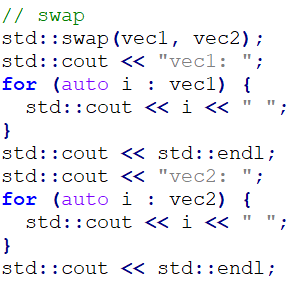 // swap
std::swap(vec1, vec2);
std::cout << "vec1: ";
for (auto i : vec1) {
  std::cout << i << " ";
}
std::cout << std::endl;
std::cout << "vec2: ";
for (auto i : vec2) {
  std::cout << i << " ";
}
std::cout << std::endl;